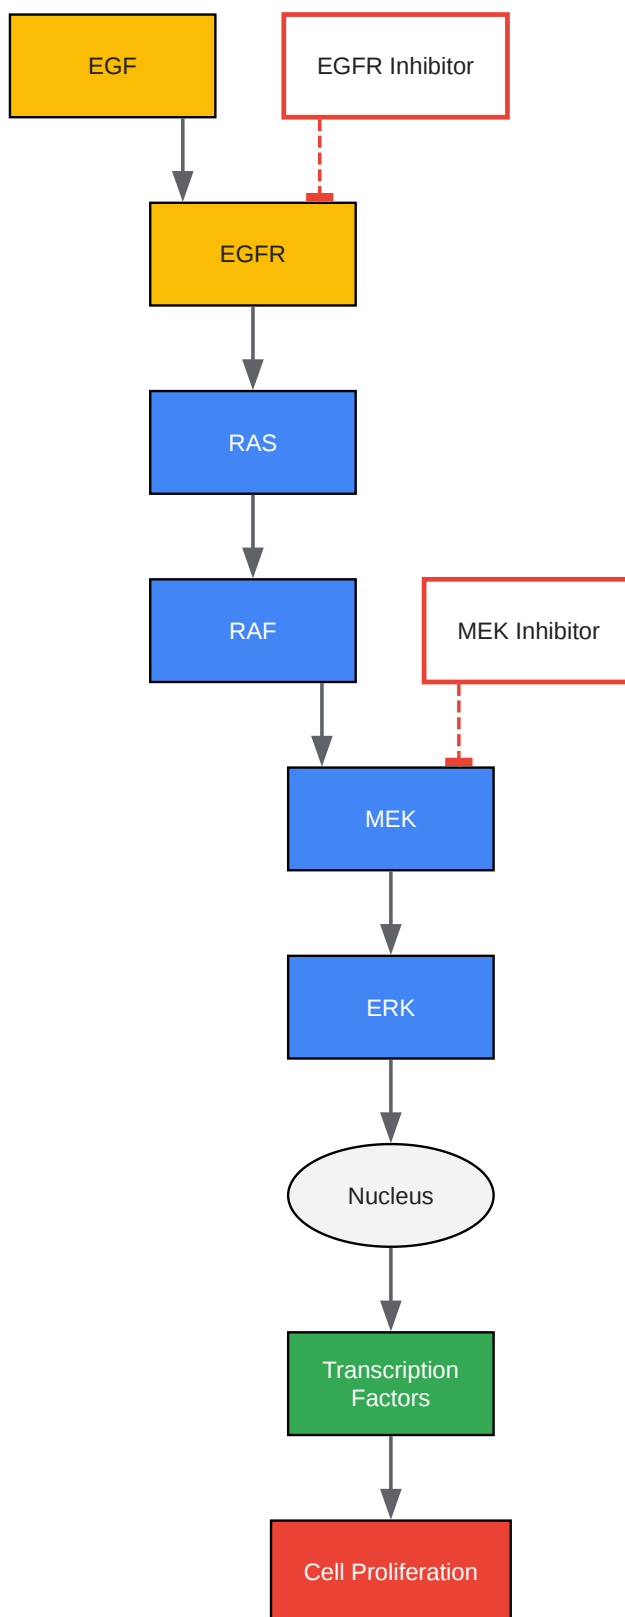 EGF
EGFR Inhibitor
EGFR
RAS
RAF
MEK Inhibitor
MEK
ERK
Nucleus
Transcription
Factors
Cell Proliferation